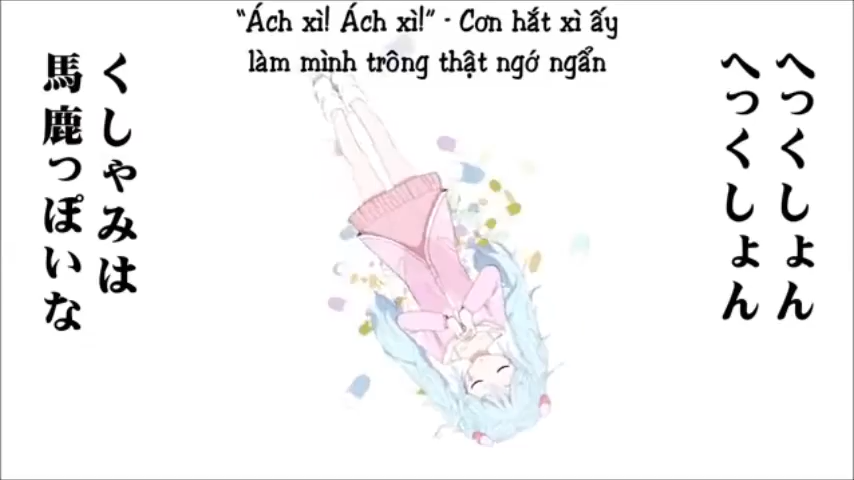 "Ách xì! Ách xì!" - Cơn hắt xì ấy
làm mình trông thật ngớ ngẩn
へっくしょん
へっくしょん
くしゃみは
馬鹿っぽいな